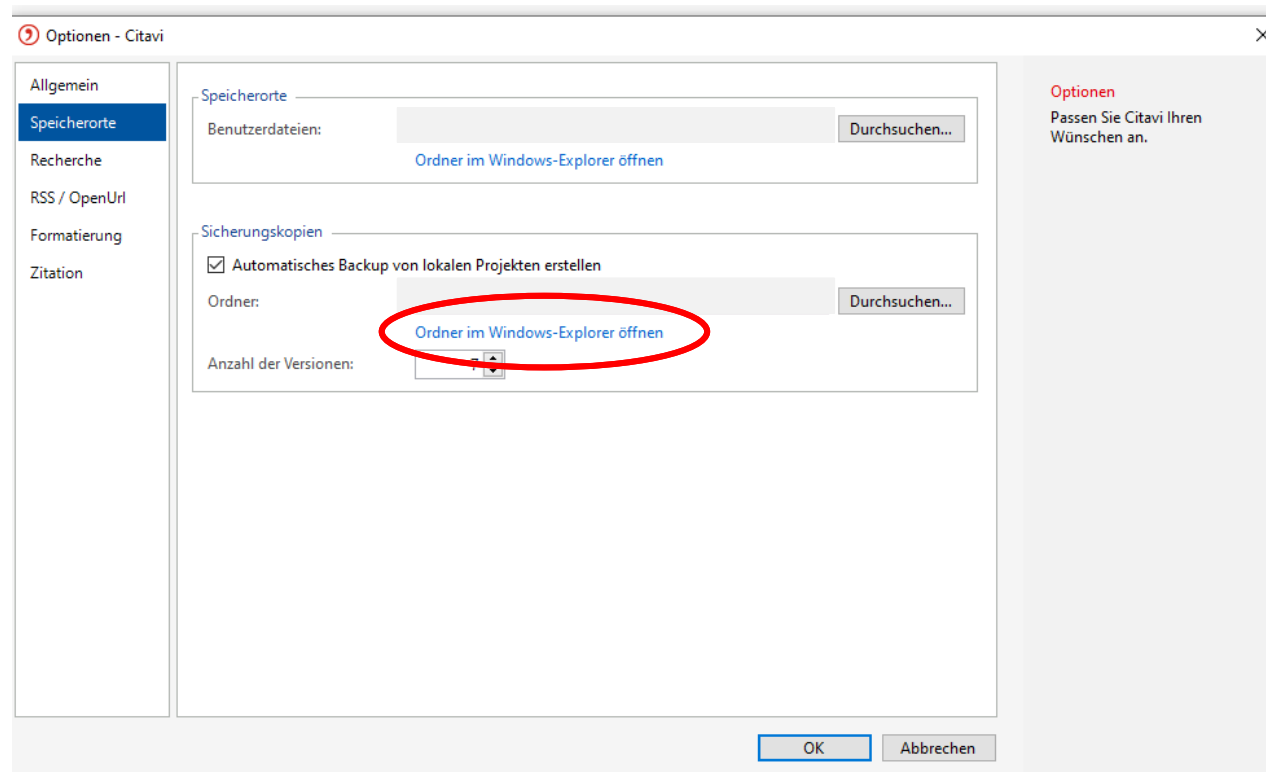 Optionen - Citavi
Allgemein
Speicherorte
Recherche
RSS / OpenUrl
Formatierung
Zitation
Speicherorte
Benutzerdateien:
Durchsuchen...
Ordner im Windows-Explorer öffnen
Sicherungskopien
Automatisches Backup von lokalen Projekten erstellen
Ordner:
Durchsuchen...
Ordner im Windows-Explorer öffnen
Anzahl der Versionen:
7
Optionen
Passen Sie Citavi Ihren
Wünschen an.
OK
Abbrechen